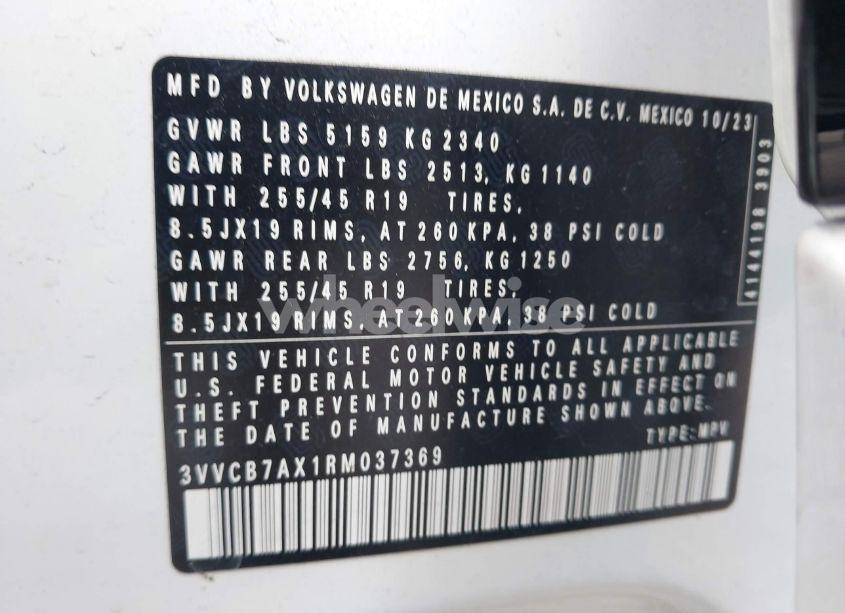 MFD BY VOLKSWAGEN DE MEXICO S.A. DE C.V. MEXICO 10/23
GVWR LBS 5159 KG 2340
GAWR FRONT LBS 2513, KG 1140
WITH 255/45 R19 TIRES,
8.5JX19 RIMS, AT 260 KPA, 38 PSI COLD
GAWR REAR LBS 2756, KG 1250
WITH 255/45 R19 TIRES,
8.5JX19 RIMS, AT 260 KPA, 38 PSI COLD
THIS VEHICLE CONFORMS TO ALL APPLICABLE
U.S. FEDERAL MOTOR VEHICLE SAFETY AND
THEFT PREVENTION STANDARDS IN EFFECT ON
THE DATE OF MANUFACTURE SHOWN ABOVE.
TYPE: MPV
3VVCB7AX1RM037369
4144198 3903
wheelwise